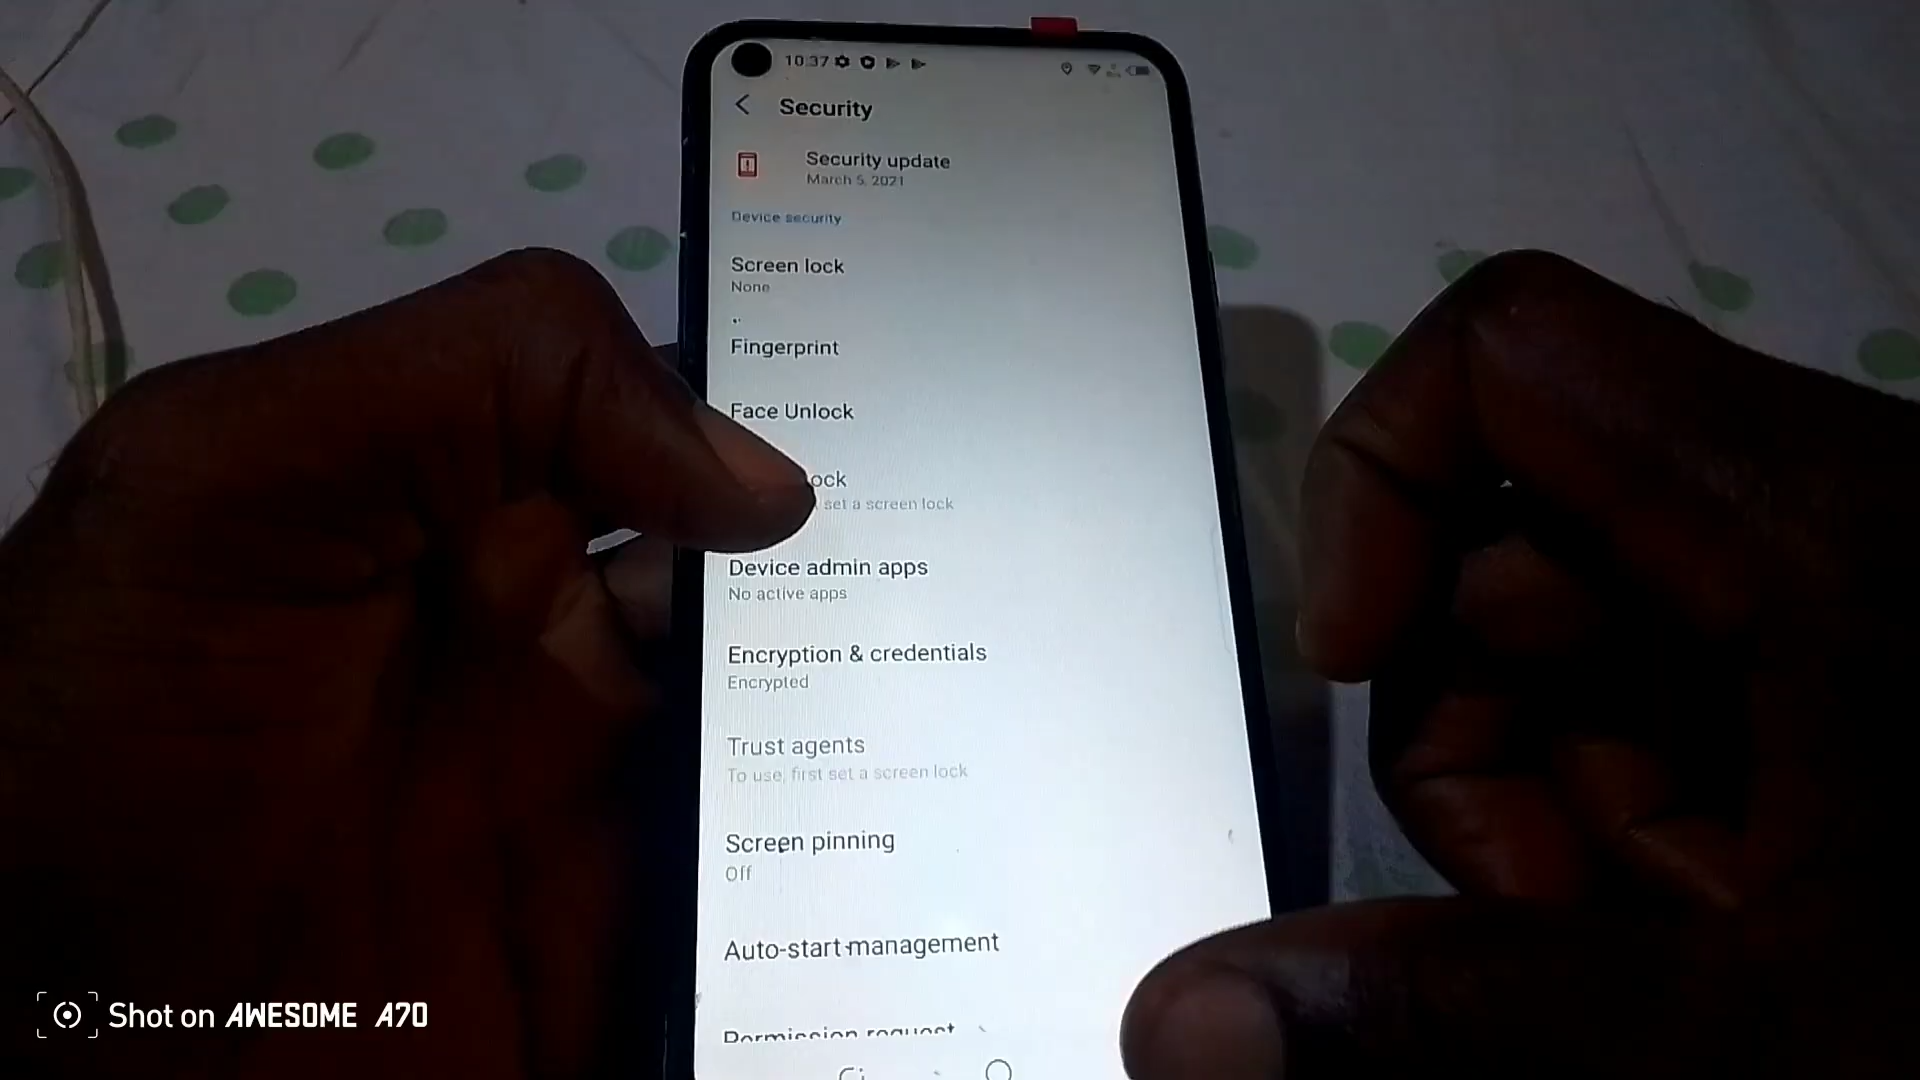 10:37
Security
Security update
March 5, 2021
Device security
Screen lock
None
Fingerprint
Face Unlock
ock
set a screen lock
Device admin apps
No active apps
Encryption & credentials
Encrypted
Trust agents
To use, first set a screen lock
Screen pinning
Off
Auto-start management
Permission request
Shot on AWESOME A70